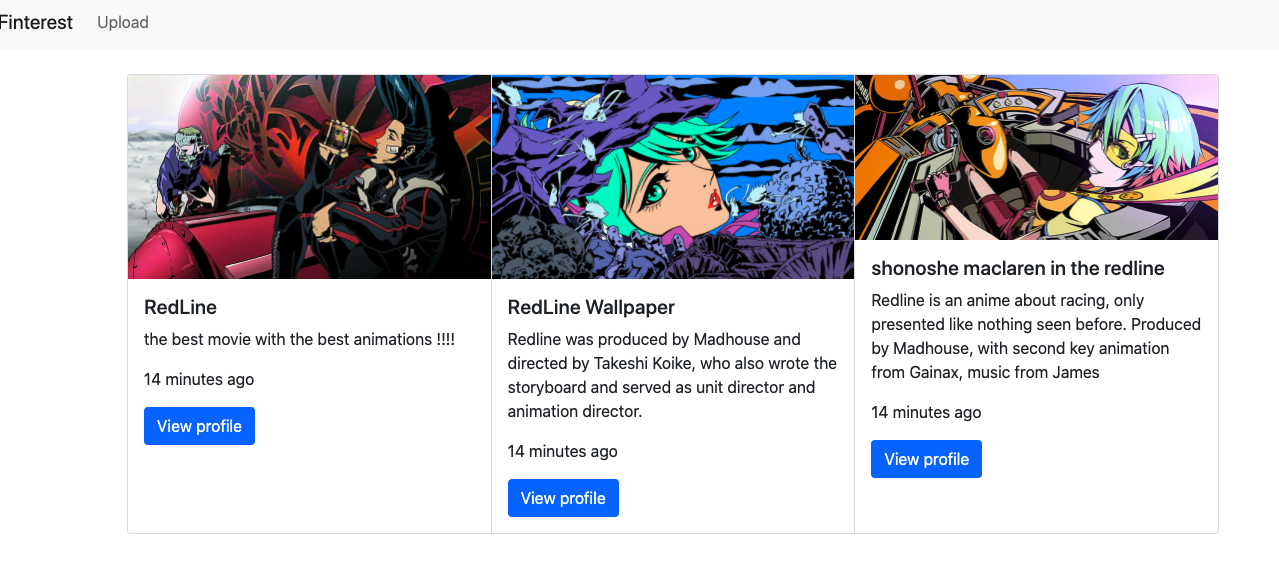 Finterest Upload
RedLine
the best movie with the best animations !!!!
14 minutes ago
View profile
RedLine Wallpaper
Redline was produced by Madhouse and
directed by Takeshi Koike, who also wrote the
storyboard and served as unit director and
animation director.
14 minutes ago
View profile
shonoshe maclaren in the redline
Redline is an anime about racing, only
presented like nothing seen before. Produced
by Madhouse, with second key animation
from Gainax, music from James
14 minutes ago
View profile